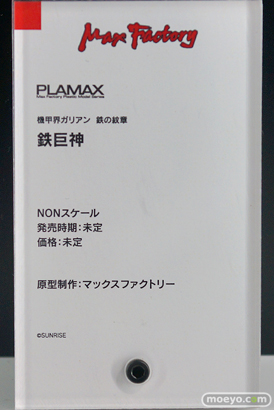 Max Factory
PLAMAX
Max Factory Plastic Model Series
機甲界ガリアン 鉄の紋章
鉄巨神
NONスケール
発売時期：未定
価格：未定
原型制作：マックスファクトリー
©SUNRISE
moeyo.com